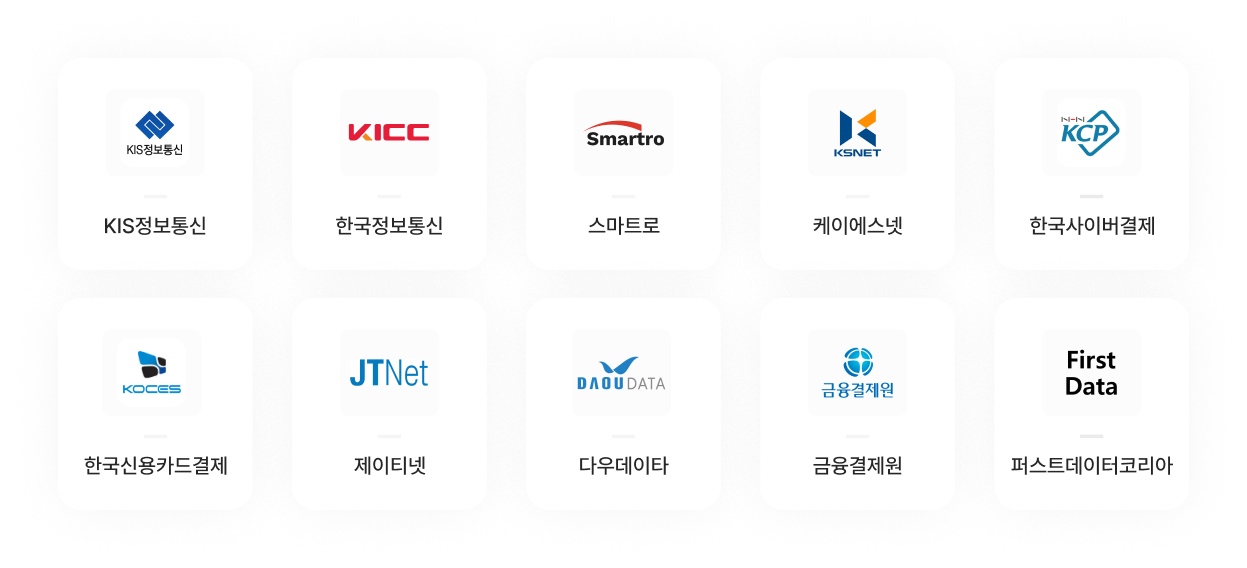 KIS정보통신
KICC
Smartro
KSNET
NHN
KCP
KIS정보통신
한국정보통신
스마트로
케이에스넷
한국사이버결제
KOCES
JTNet
DAOUDATA
금융결제원
First
Data
한국신용카드결제
제이티넷
다우데이타
금융결제원
퍼스트데이터코리아